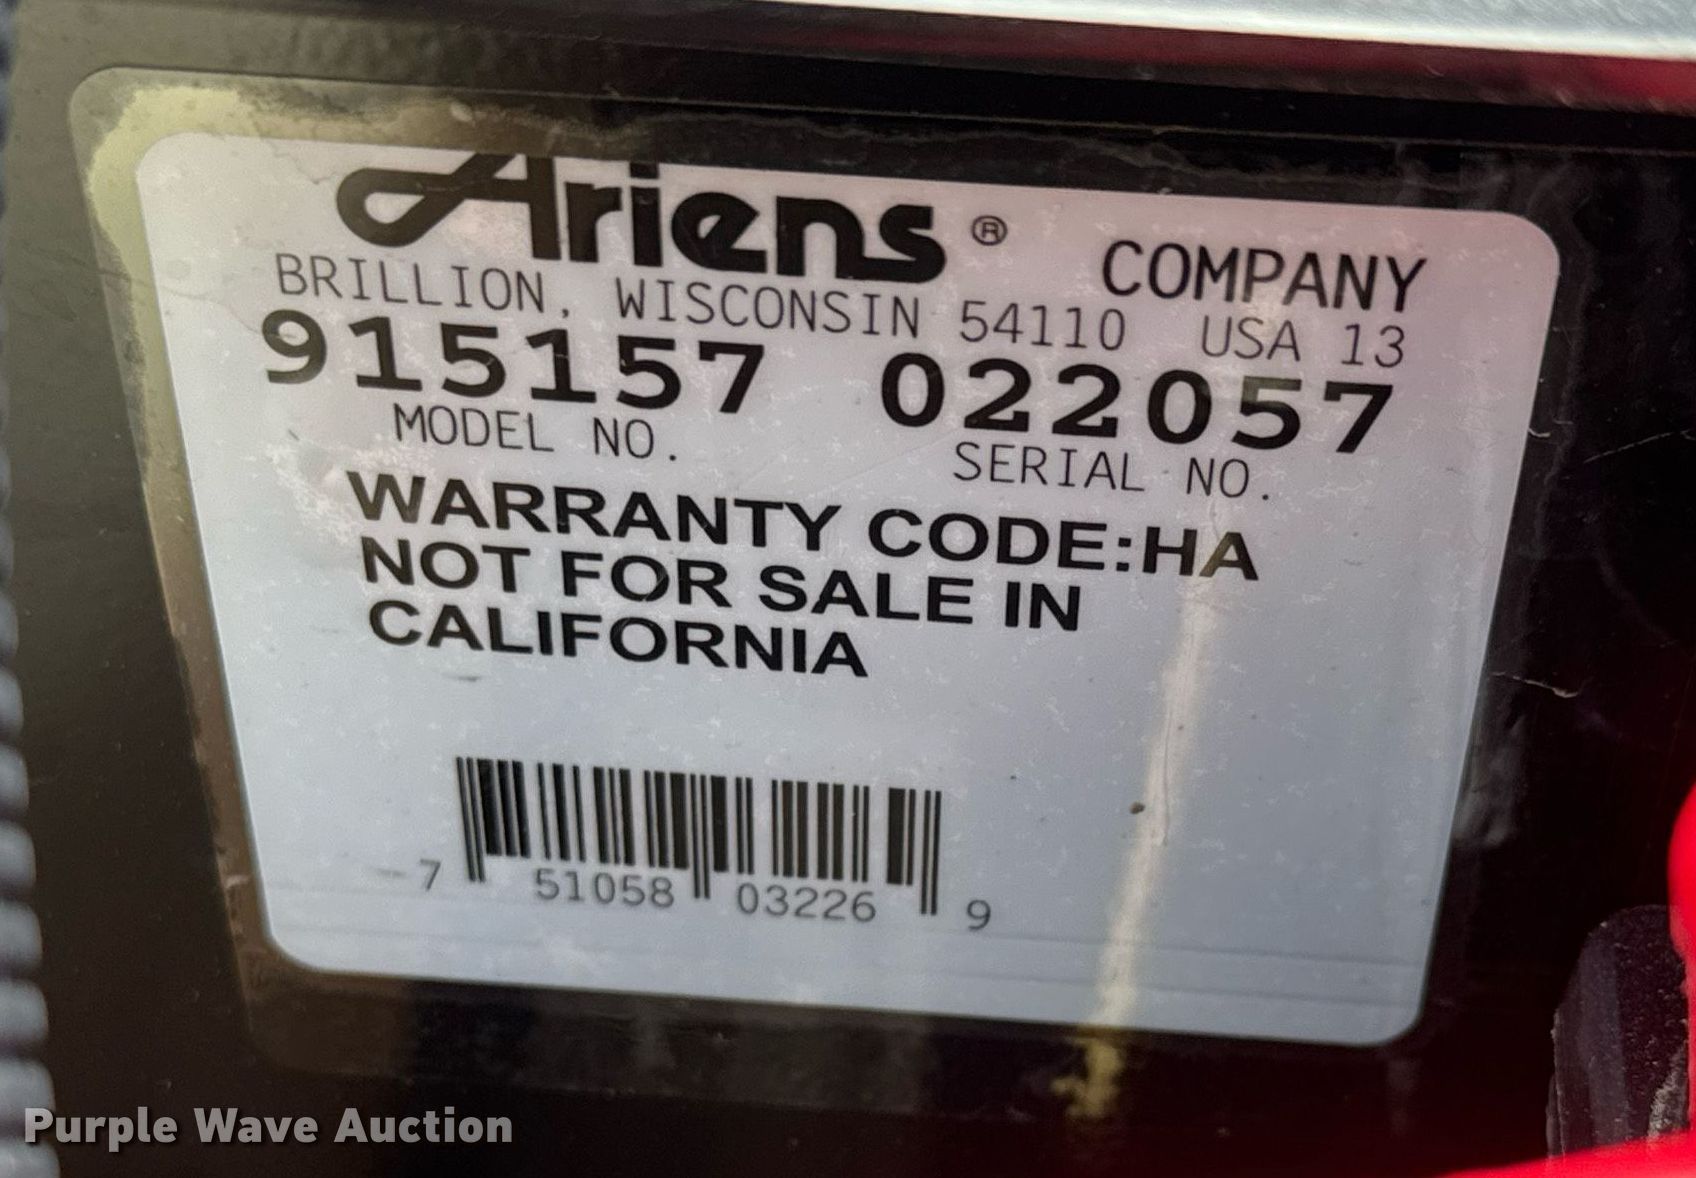 Ariens® COMPANY
BRILLION, WISCONSIN 54110 USA 13
915157 022057
MODEL NO. SERIAL NO.
WARRANTY CODE:HA
NOT FOR SALE IN
CALIFORNIA
7 51058 03226 9
Purple Wave Auction